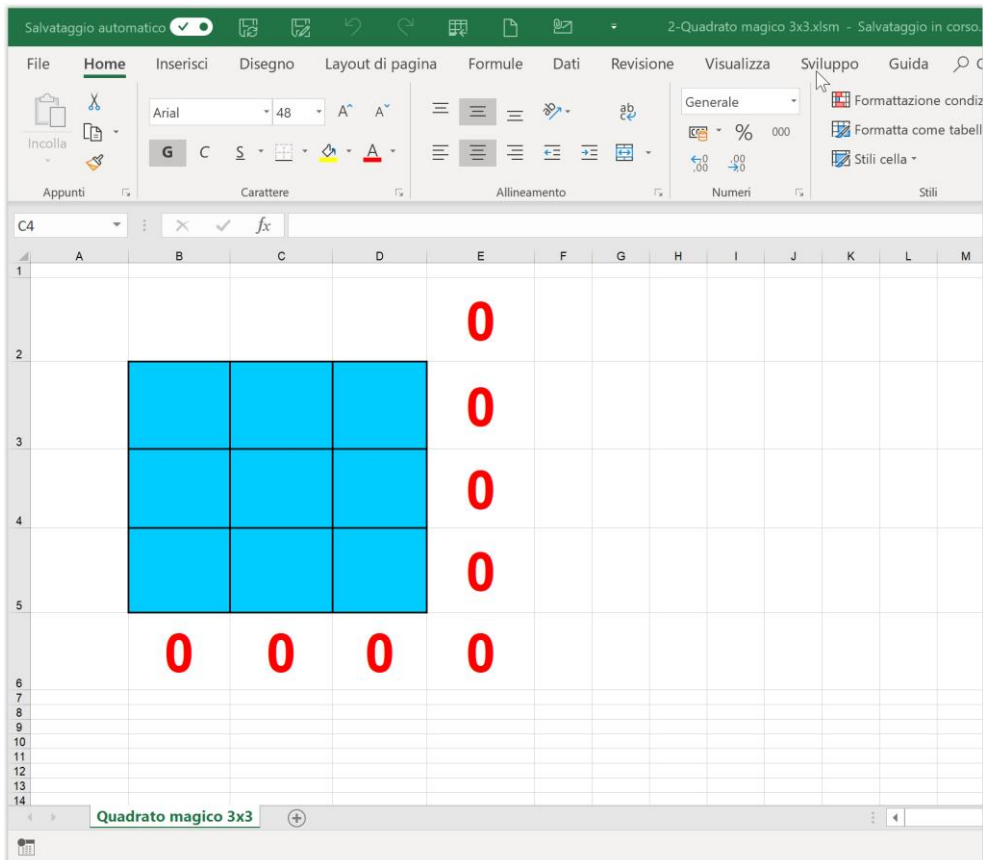 Salvataggio automatico 2-Quadrato magico 3x3.xlsm - Salvataggio in corso.
File Home Inserisci Disegno Layout di pagina Formule Dati Revisione Visualizza Sviluppo Guida
Incolla
Arial 48 A A
G C S A
ab
Generale
% 000
Formattazione condiz
Formatta come tabell
Stili cella
Appunti Carattere Allineamento Numeri Stili
C4 fx
A B C D E F G H I J K L M
1
0
2
0
3
0
4
0
5
0 0 0 0
6
7
8
9
10
11
12
13
14
Quadrato magico 3x3